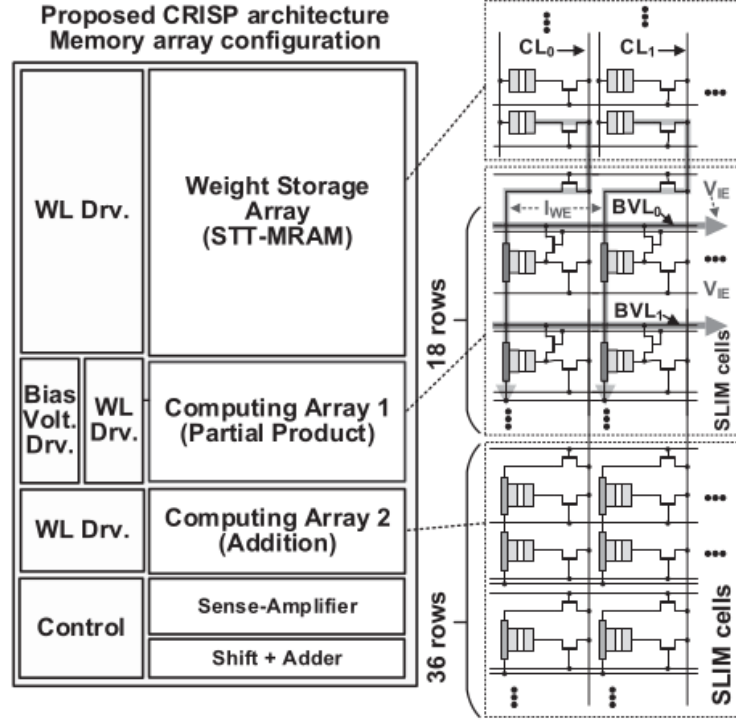 Proposed CRISP architecture
Memory array configuration
WL Drv.
Weight Storage
Array
(STT-MRAM)
Bias
Volt.
Drv.
WL
Drv.
Computing Array 1
(Partial Product)
WL Drv.
Computing Array 2
(Addition)
Control
Sense-Amplifier
Shift + Adder
CL0
CL1
18 rows
IWE
BVL0
VIE
VIE
BVL1
SLIM cells
36 rows
SLIM cells